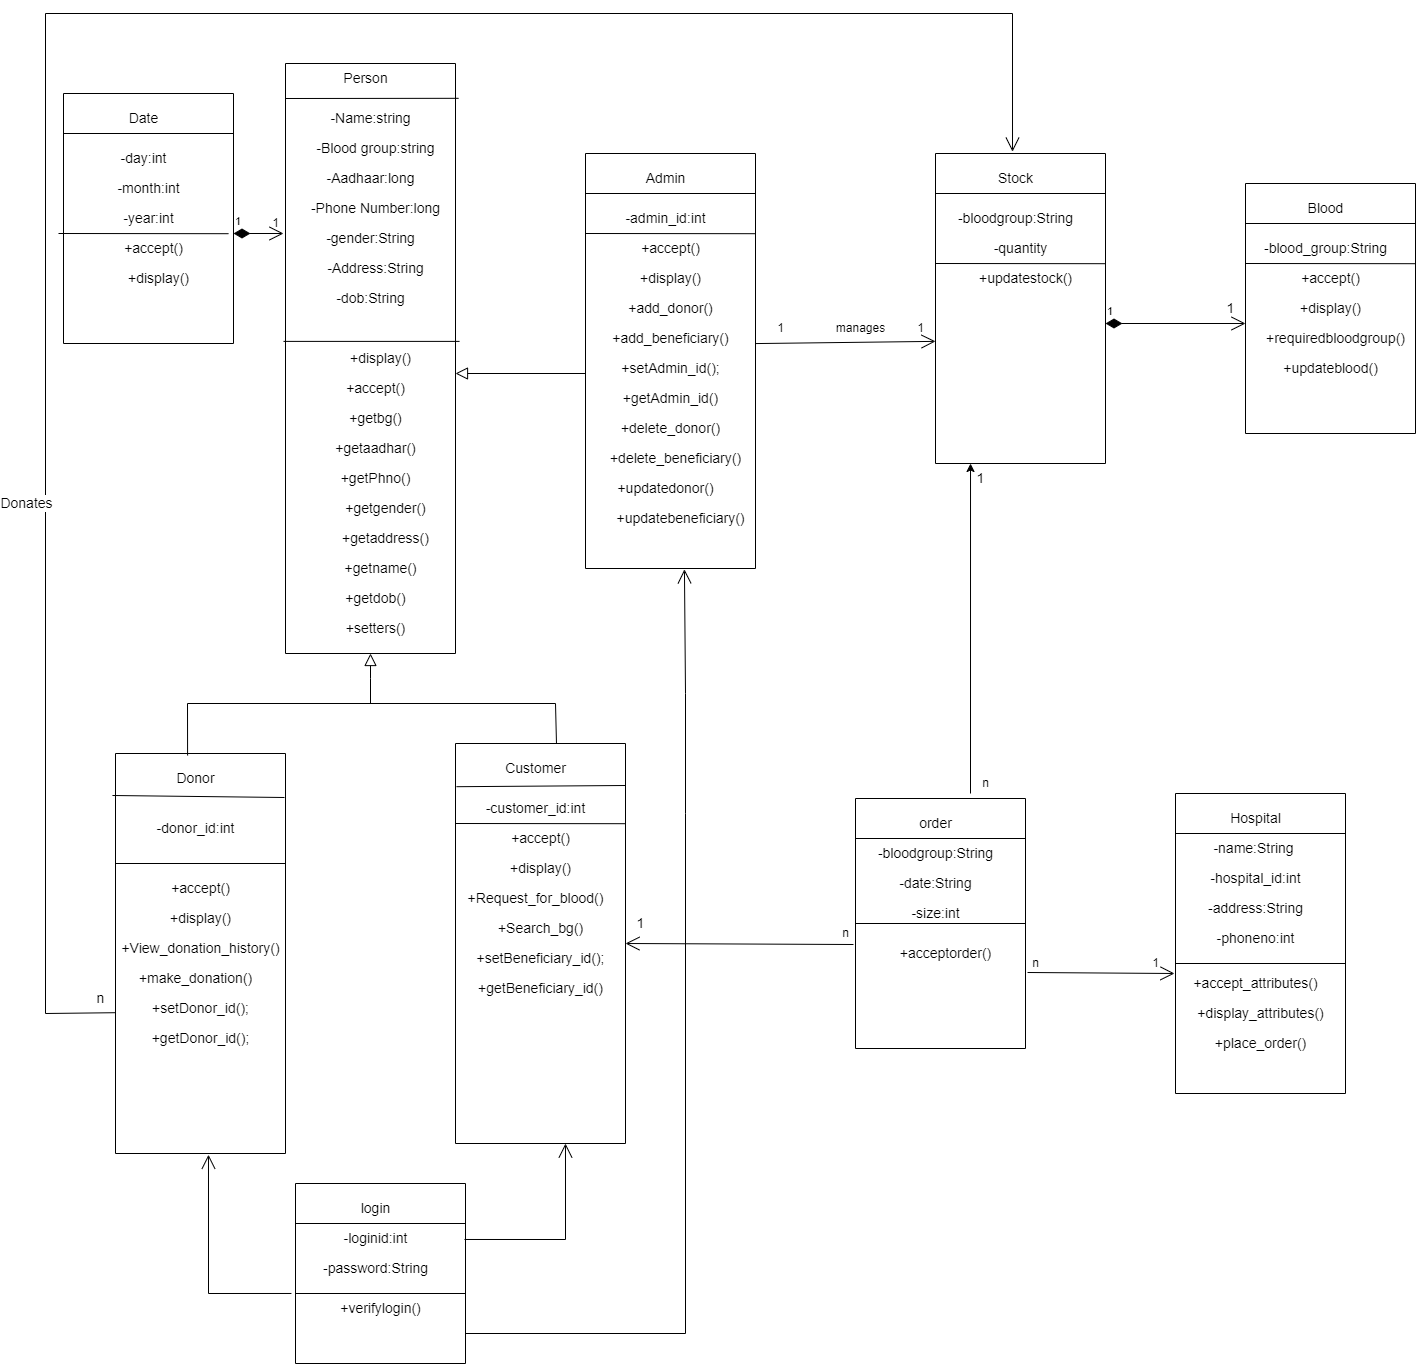 Person
-Name:string
-Blood group:string
-Aadhaar:long
-Phone Number:long
-gender:String
-Address:String
-dob:String
+display()
+accept()
+getbg()
+getaadhar()
+getPhno()
+getgender()
+getaddress()
+getname()
+getdob()
+setters()
Date
-day:int
-month:int
-year:int
+accept()
+display()
1
1
Admin
-admin_id:int
+accept()
+display()
+add_donor()
+add_beneficiary()
+setAdmin_id();
+getAdmin_id()
+delete_donor()
+delete_beneficiary()
+updatedonor()
+updatebeneficiary()
1
manages
1
Stock
-bloodgroup:String
-quantity
+updatestock()
1
1
Blood
-blood_group:String
+accept()
+display()
+requiredbloodgroup()
+updateblood()
1
n
Donates
n
Donor
-donor_id:int
+accept()
+display()
+View_donation_history()
+make_donation()
+setDonor_id();
+getDonor_id();
Customer
-customer_id:int
+accept()
+display()
+Request_for_blood()
+Search_bg()
+setBeneficiary_id();
+getBeneficiary_id()
1
n
order
-bloodgroup:String
-date:String
-size:int
+acceptorder()
n
1
Hospital
-name:String
-hospital_id:int
-address:String
-phoneno:int
+accept_attributes()
+display_attributes()
+place_order()
login
-loginid:int
-password:String
+verifylogin()